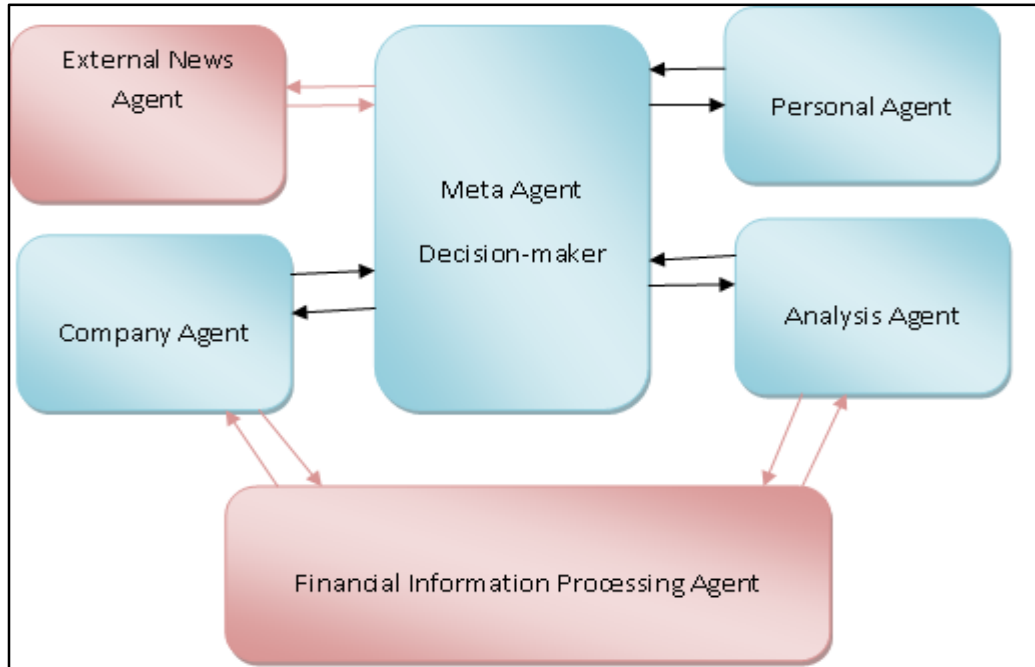 External News
Agent
Personal Agent
Meta Agent
Decision-maker
Company Agent
Analysis Agent
Financial Information Processing Agent